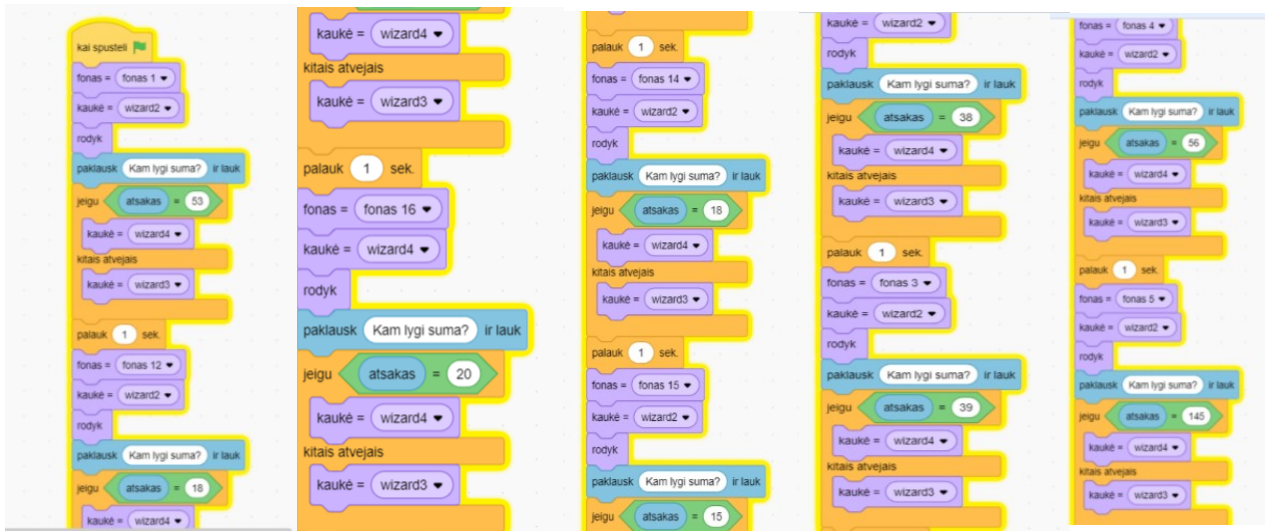 kai spusteli
fonas = fonas 1
kaukė = wizard2
rodyk
paklausk Kam lygi suma? ir lauk
jeigu atsakas = 53
kaukė = wizard4
kitais atvejais
kaukė = wizard3
palauk 1 sek.
fonas = fonas 12
kaukė = wizard2
rodyk
paklausk Kam lygi suma? ir lauk
jeigu atsakas = 18
kaukė = wizard4
kaukė = wizard4
kitais atvejais
kaukė = wizard3
palauk 1 sek.
fonas = fonas 16
kaukė = wizard4
rodyk
paklausk Kam lygi suma? ir lauk
jeigu atsakas = 20
kaukė = wizard4
kitais atvejais
kaukė = wizard3
palauk 1 sek.
fonas = fonas 14
kaukė = wizard2
rodyk
paklausk Kam lygi suma? ir lauk
jeigu atsakas = 18
kaukė = wizard4
kitais atvejais
kaukė = wizard3
palauk 1 sek.
fonas = fonas 15
kaukė = wizard2
rodyk
paklausk Kam lygi suma? ir lauk
jeigu atsakas = 15
kaukė = wizard2
rodyk
paklausk Kam lygi suma? ir lauk
jeigu atsakas = 38
kaukė = wizard4
kitais atvejais
kaukė = wizard3
palauk 1 sek.
fonas = fonas 3
kaukė = wizard2
rodyk
paklausk Kam lygi suma? ir lauk
jeigu atsakas = 39
kaukė = wizard4
kitais atvejais
kaukė = wizard3
fonas = fonas 4
kaukė = wizard2
rodyk
paklausk Kam lygi suma? ir lauk
jeigu atsakas = 56
kaukė = wizard4
kitais atvejais
kaukė = wizard3
palauk 1 sek.
fonas = fonas 5
kaukė = wizard2
rodyk
paklausk Kam lygi suma? ir lauk
jeigu atsakas = 145
kaukė = wizard4
kitais atvejais
kaukė = wizard3